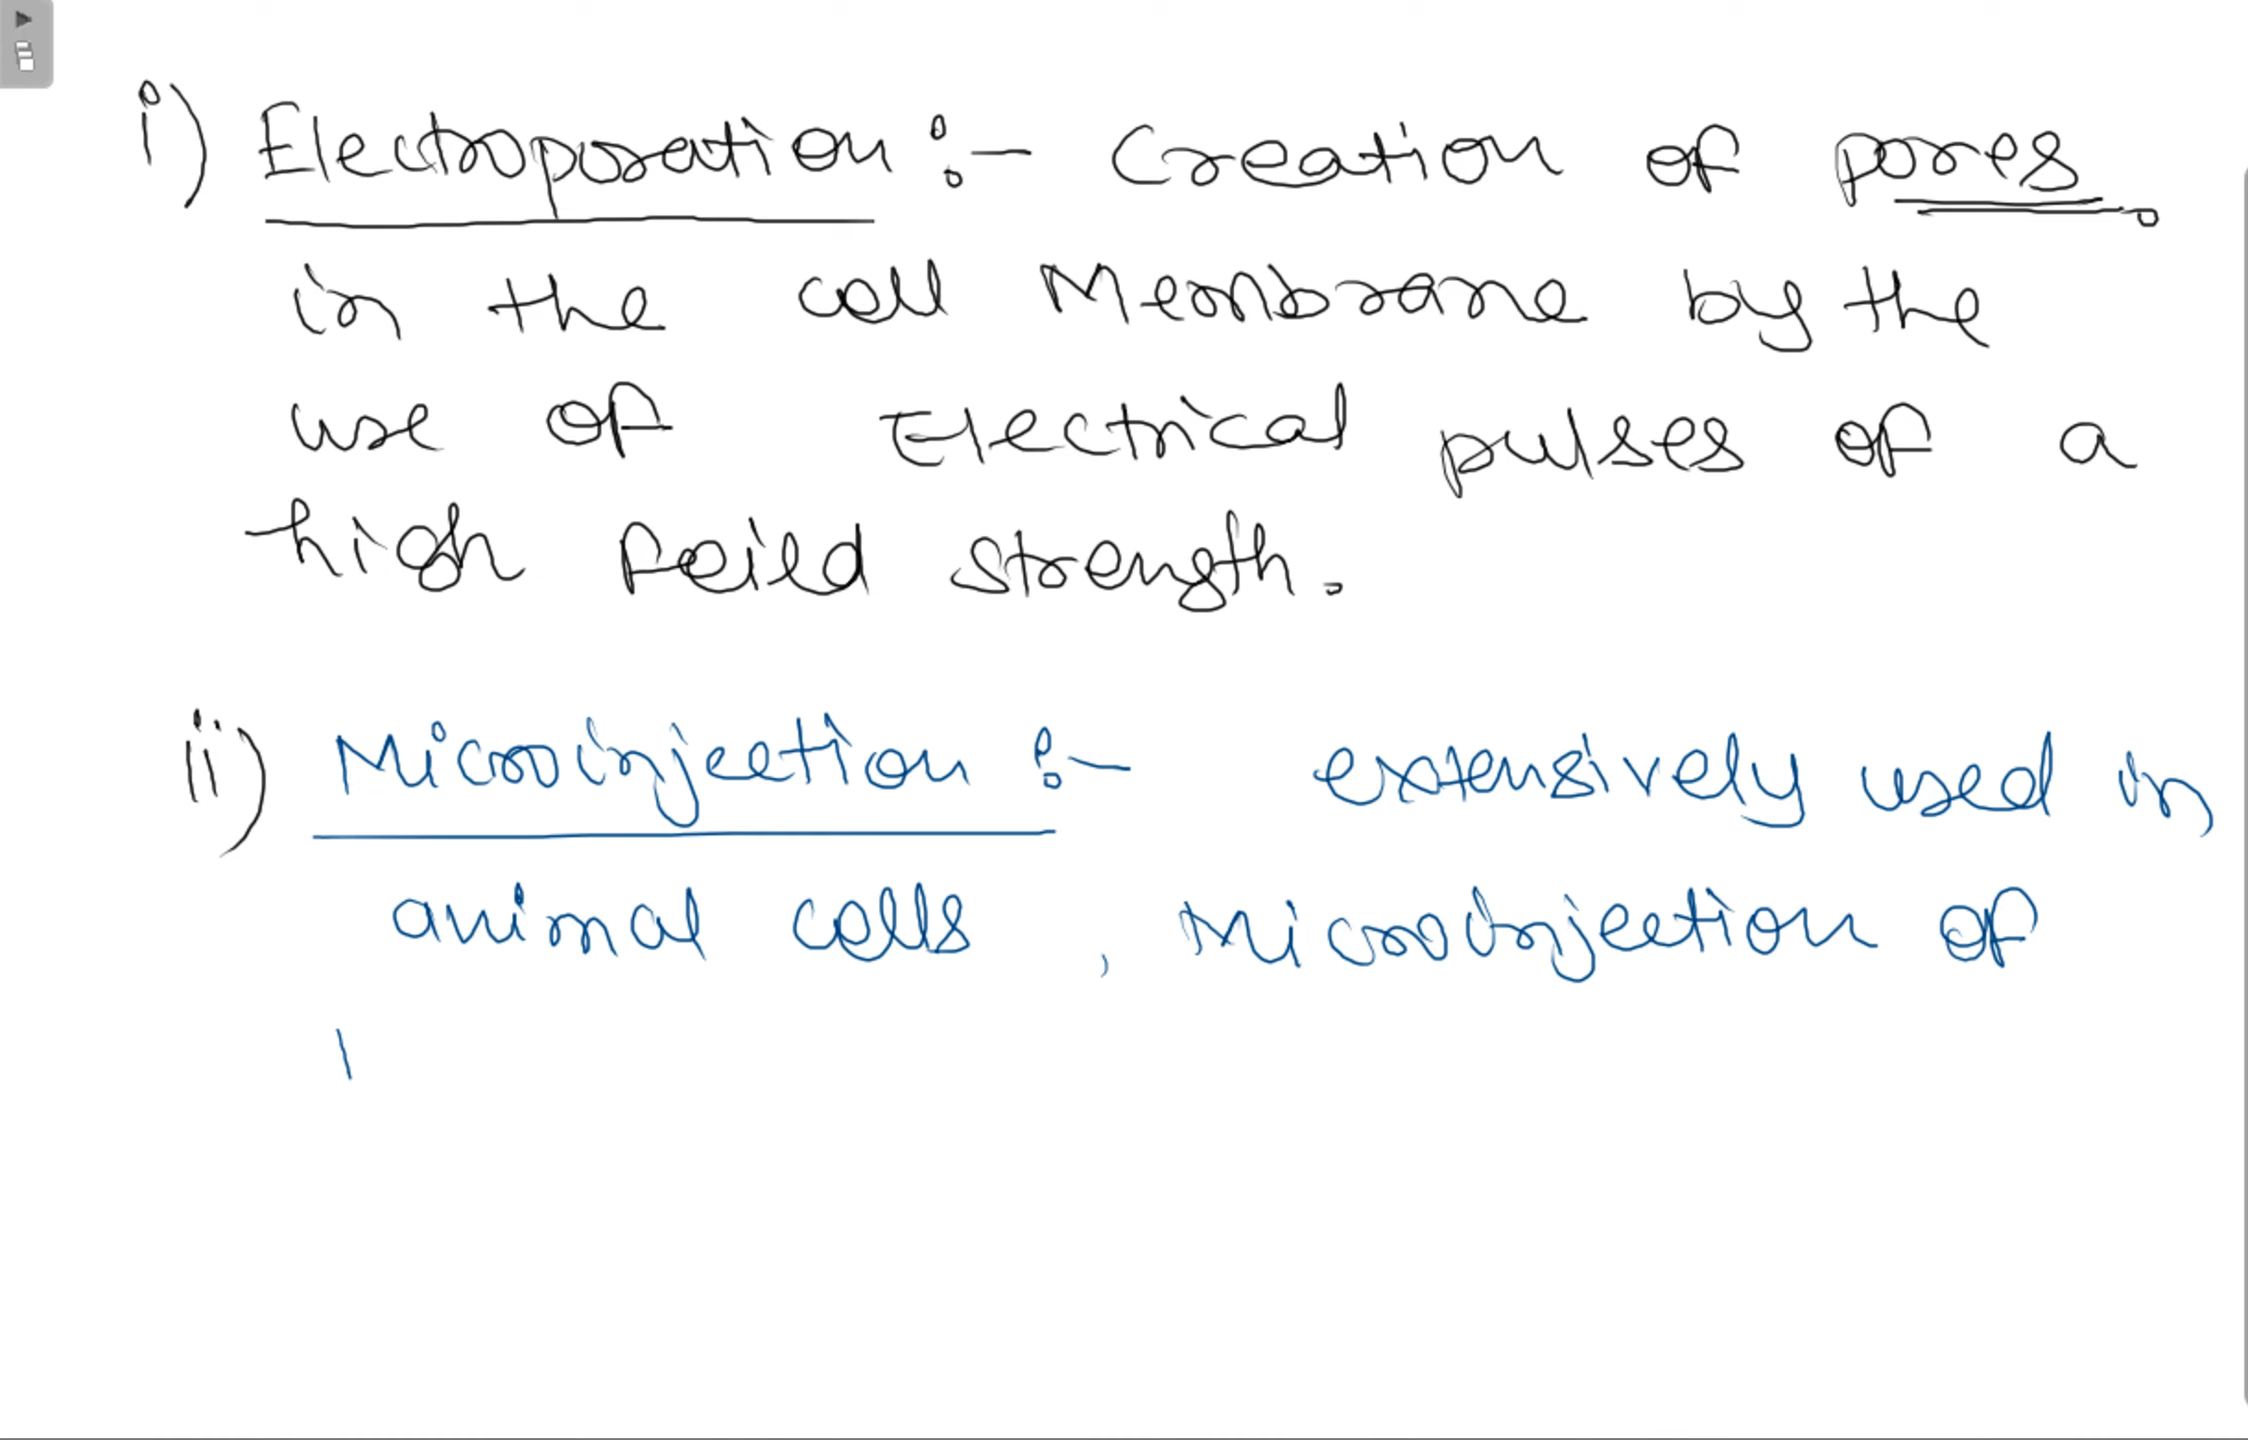 i) Electroporation :- Creation of pores
in the cell Membrane by the
use of Electrical pulses of a
high feild strength.
ii) Microinjection :- extensively used in
animal cells , Microinjection of